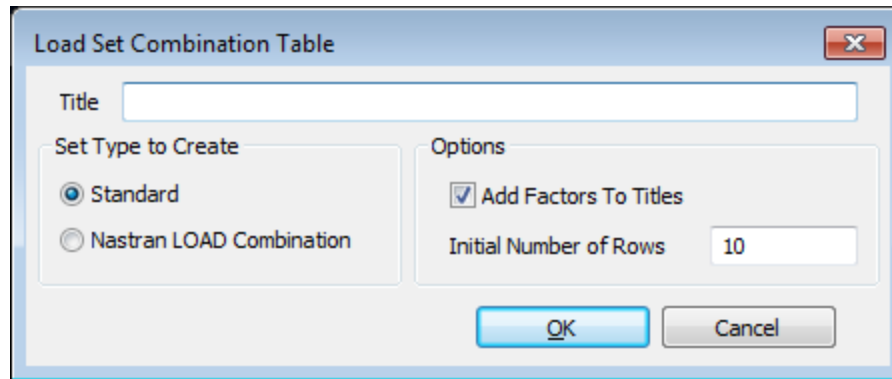 Load Set Combination Table
Title
Set Type to Create
Options
Standard
Add Factors To Titles
Nastran LOAD Combination
Initial Number of Rows 10
OK Cancel